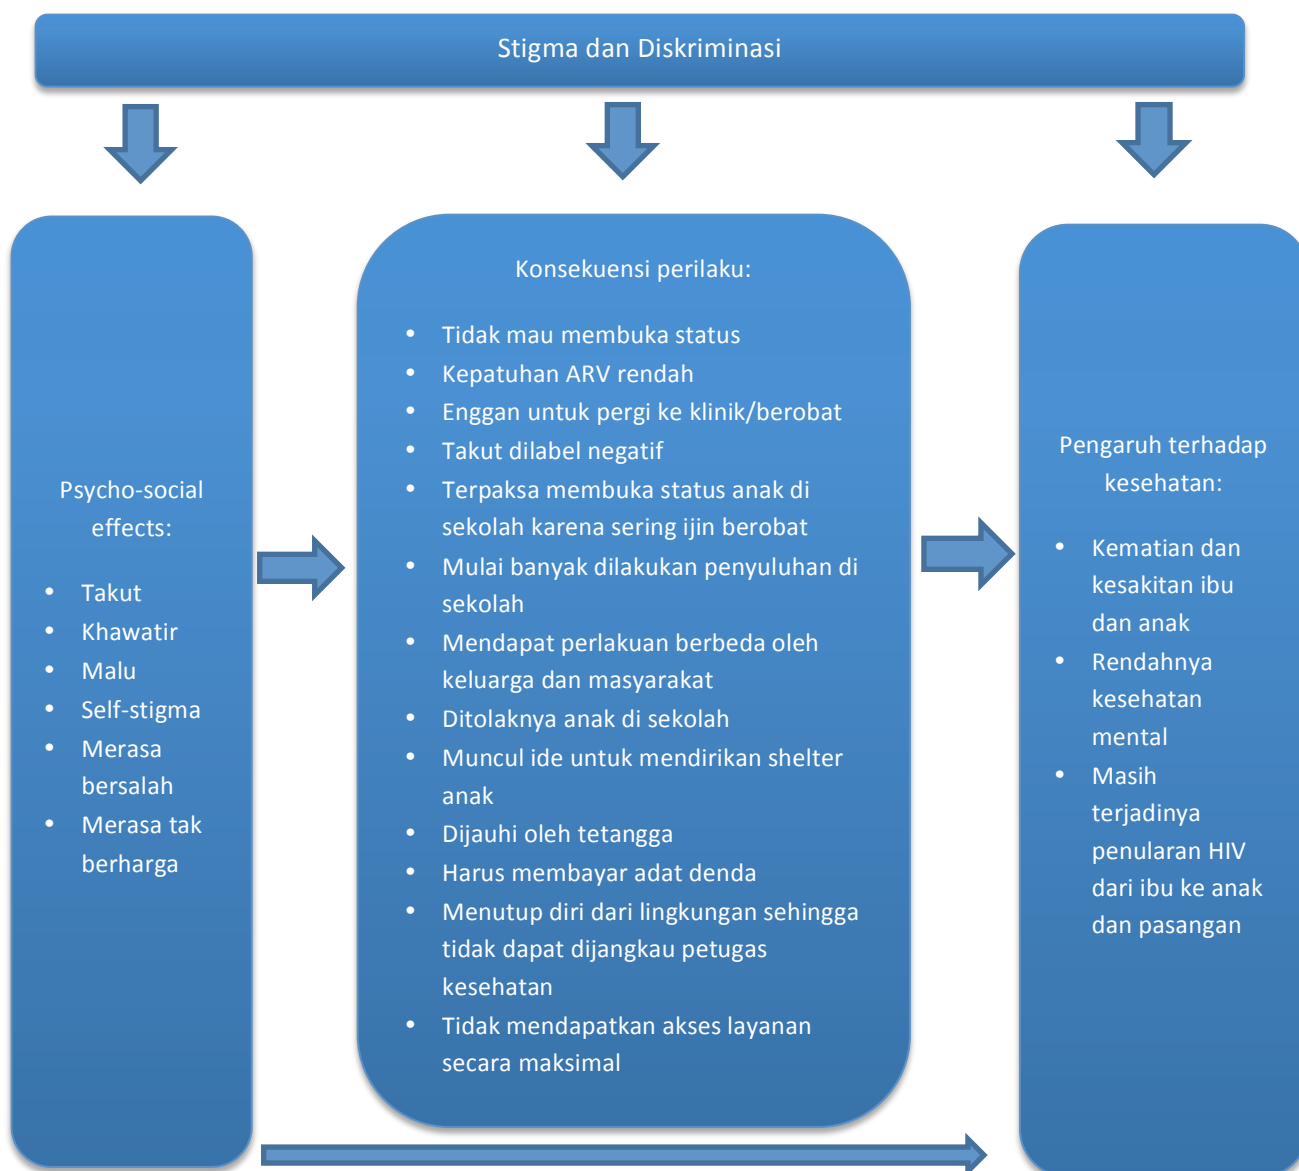 Stigma dan Diskriminasi
Psycho-social
effects:
• Takut
• Khawatir
• Malu
• Self-stigma
• Merasa
bersalah
• Merasa tak
berharga
Konsekuensi perilaku:
• Tidak mau membuka status
• Kepatuhan ARV rendah
• Enggan untuk pergi ke klinik/berobat
• Takut dilabel negatif
• Terpaksa membuka status anak di
sekolah karena sering ijin berobat
• Mulai banyak dilakukan penyuluhan di
sekolah
• Mendapat perlakuan berbeda oleh
keluarga dan masyarakat
• Ditolaknya anak di sekolah
• Muncul ide untuk mendirikan shelter
anak
• Dijauhi oleh tetangga
• Harus membayar adat denda
• Menutup diri dari lingkungan sehingga
tidak dapat dijangkau petugas
kesehatan
• Tidak mendapatkan akses layanan
secara maksimal
Pengaruh terhadap
kesehatan:
• Kematian dan
kesakitan ibu
dan anak
• Rendahnya
kesehatan
mental
• Masih
terjadinya
penularan HIV
dari ibu ke anak
dan pasangan